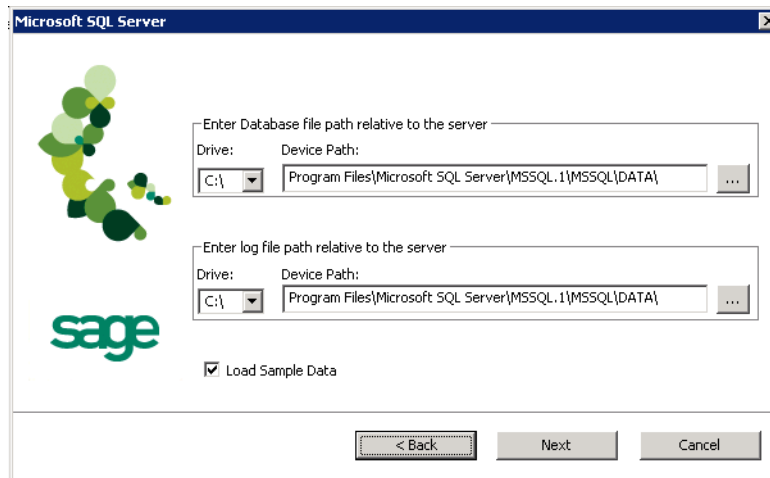 Microsoft SQL Server
Enter Database file path relative to the server
Drive: Device Path:
C:\ Program Files\Microsoft SQL Server\MSSQL.1\MSSQL\DATA\ ...
Enter log file path relative to the server
Drive: Device Path:
C:\ Program Files\Microsoft SQL Server\MSSQL.1\MSSQL\DATA\ ...
sage
Load Sample Data
< Back Next Cancel